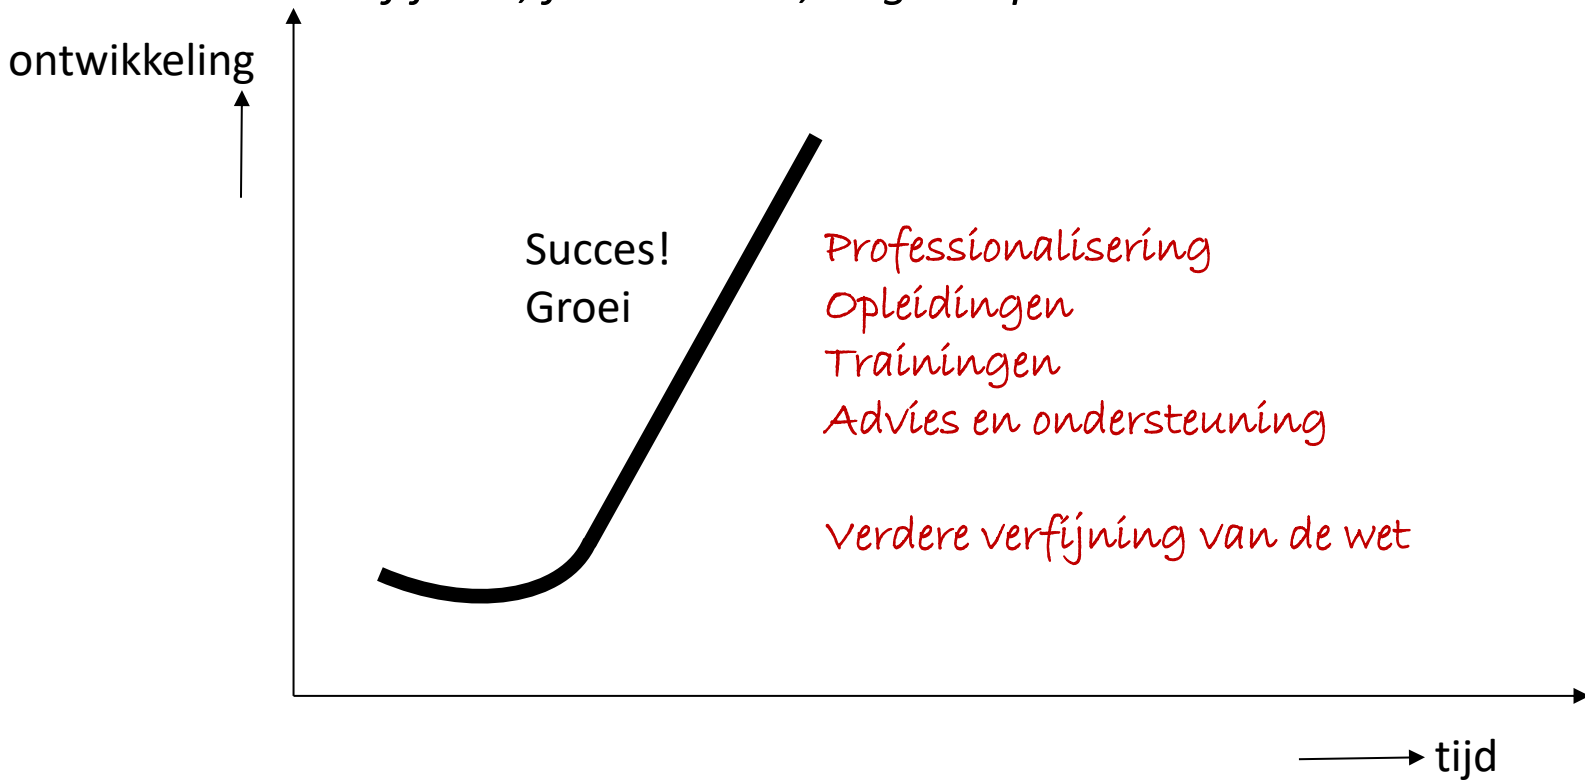 ontwikkeling
Succes!
Groei
Professionalisering
Opleidingen
Trainingen
Advies en ondersteuning
Verdere verfijning van de wet
tijd